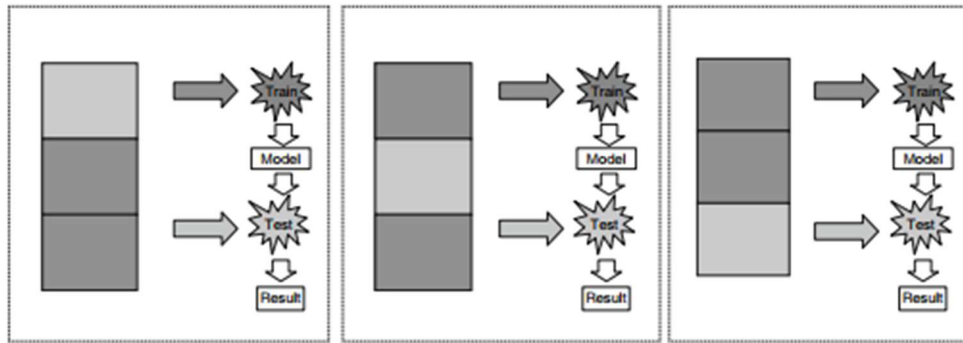 Train
Model
Test
Result
Train
Model
Test
Result
Train
Model
Test
Result